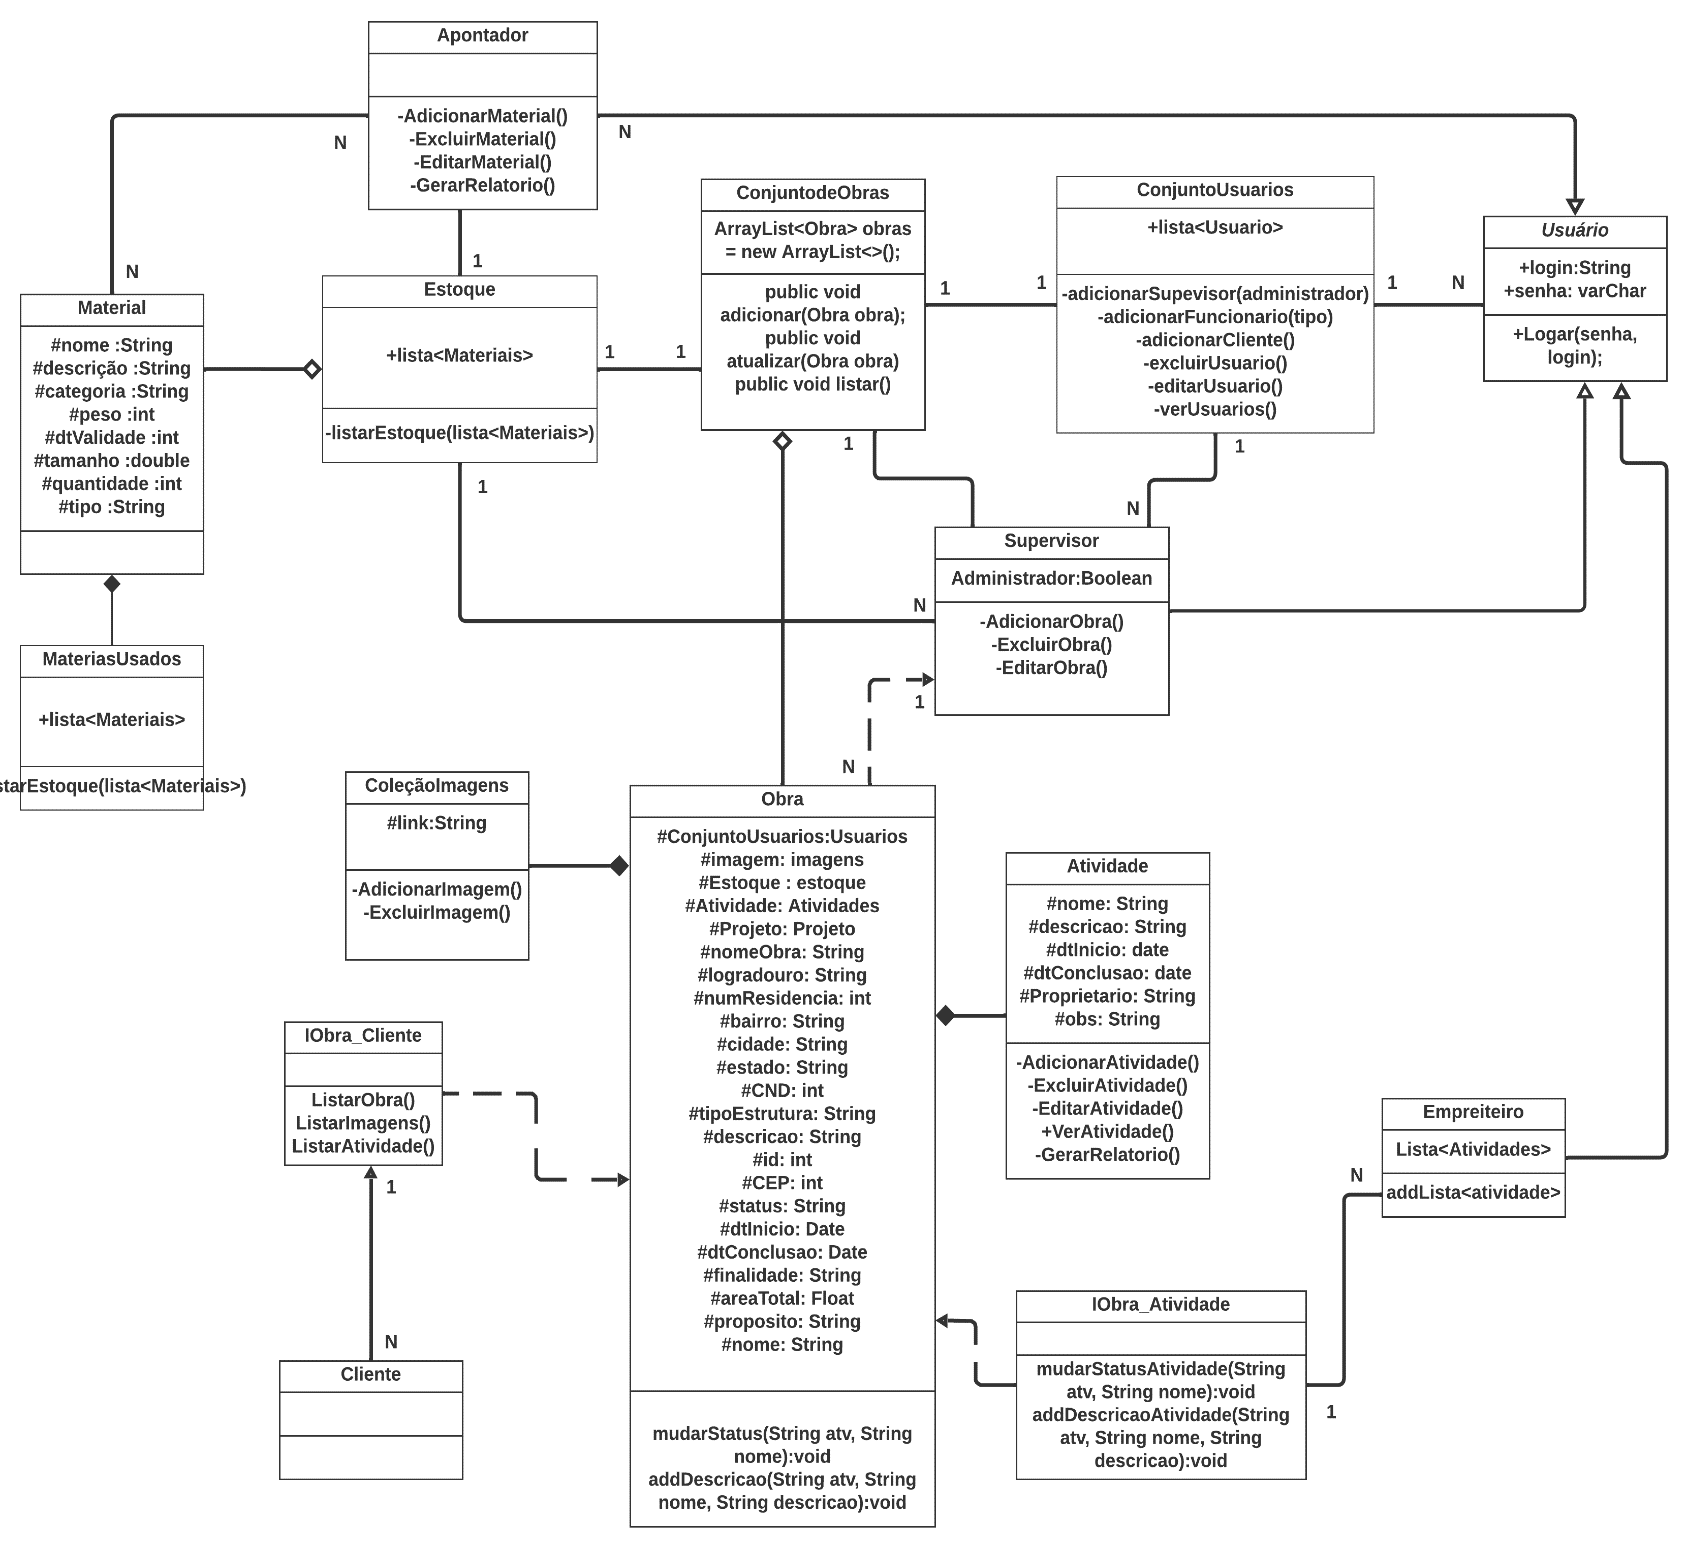 Apontador
-AdicionarMaterial()
-ExcluirMaterial()
-EditarMaterial()
-GerarRelatorio()
N
N
N
1
Material
#nome :String
#descrição :String
#categoria :String
#peso :int
#dtValidade :int
#tamanho :double
#quantidade :int
#tipo :String
Estoque
+lista<Materiais>
-listarEstoque(lista<Materiais>)
1
1
1
ConjuntodeObras
ArrayList<Obra> obras
= new ArrayList<>();
public void
adicionar(Obra obra);
public void
atualizar(Obra obra)
public void listar()
1
1
1
ConjuntoUsuarios
+lista<Usuario>
-adicionarSupevisor(administrador)
-adicionarFuncionario(tipo)
-adicionarCliente()
-excluirUsuario()
-editarUsuario()
-verUsuarios()
1
N
1
N
Usuário
+login:String
+senha: varChar
+Logar(senha,
login);
Supervisor
Administrador:Boolean
-AdicionarObra()
-ExcluirObra()
-EditarObra()
N
1
N
MateriasUsados
+lista<Materiais>
starEstoque(lista<Materiais>)
ColeçãoImagens
#link:String
-AdicionarImagem()
-ExcluirImagem()
Obra
#ConjuntoUsuarios:Usuarios
#imagem: imagens
#Estoque : estoque
#Atividade: Atividades
#Projeto: Projeto
#nomeObra: String
#logradouro: String
#numResidencia: int
#bairro: String
#cidade: String
#estado: String
#CND: int
#tipoEstrutura: String
#descricao: String
#id: int
#CEP: int
#status: String
#dtInicio: Date
#dtConclusao: Date
#finalidade: String
#areaTotal: Float
#proposito: String
#nome: String
mudarStatus(String atv, String
nome):void
addDescricao(String atv, String
nome, String descricao):void
Atividade
#nome: String
#descricao: String
#dtInicio: date
#dtConclusao: date
#Proprietario: String
#obs: String
-AdicionarAtividade()
-ExcluirAtividade()
-EditarAtividade()
+VerAtividade()
-GerarRelatorio()
IObra_Cliente
ListarObra()
ListarImagens()
ListarAtividade()
1
N
Cliente
Empreiteiro
Lista<Atividades>
addLista<atividade>
N
1
IObra_Atividade
mudarStatusAtividade(String
atv, String nome):void
addDescricaoAtividade(String
atv, String nome, String
descricao):void